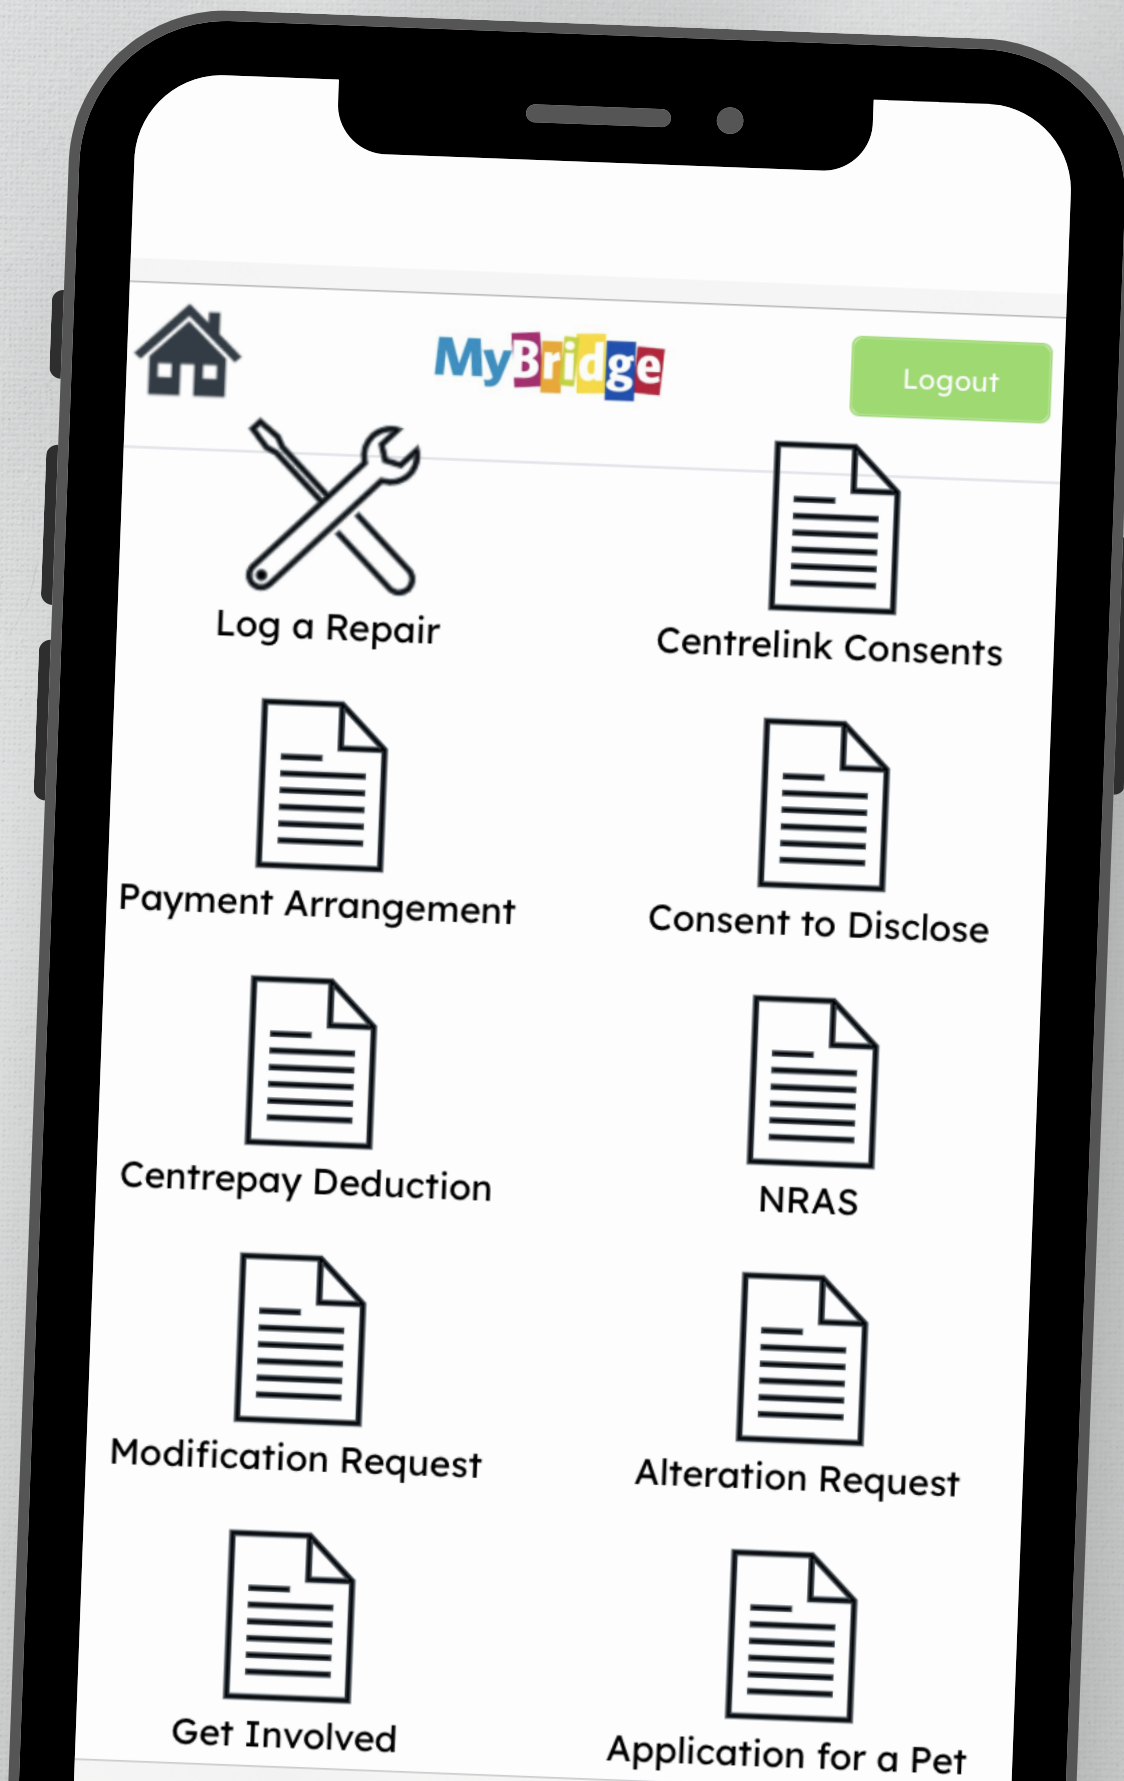 MyBridge
Logout
Log a Repair
Centrelink Consents
Payment Arrangement
Consent to Disclose
Centrepay Deduction
NRAS
Modification Request
Alteration Request
Get Involved
Application for a Pet